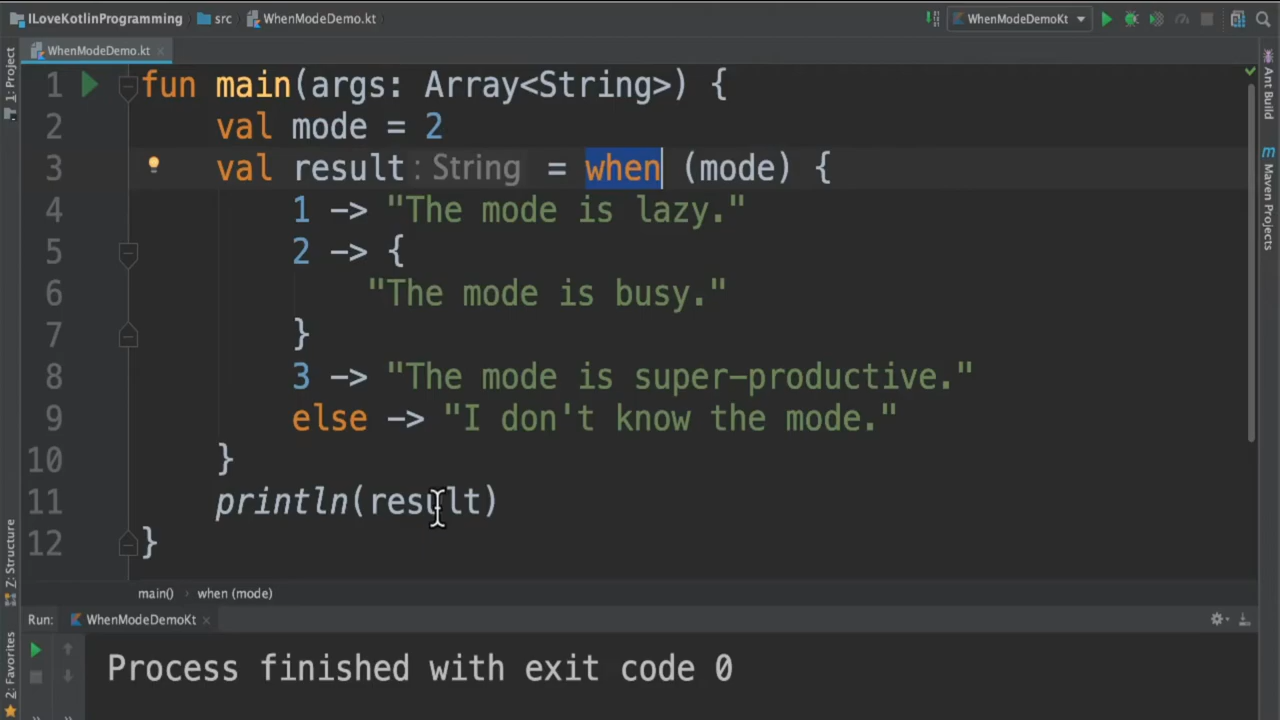 ILoveKotlinProgramming src WhenModeDemo.kt WhenModeDemoKt
WhenModeDemo.kt
1: Project
Ant Build
Maven Projects
1 fun main(args: Array<String>) {
2 val mode = 2
3 val result: String = when (mode) {
4 1 -> "The mode is lazy."
5 2 -> {
6 "The mode is busy."
7 }
8 3 -> "The mode is super-productive."
9 else -> "I don't know the mode."
10 }
11 println(result)
12 }
main() › when (mode)
Z: Structure
2: Favorites
Run: WhenModeDemoKt
Process finished with exit code 0